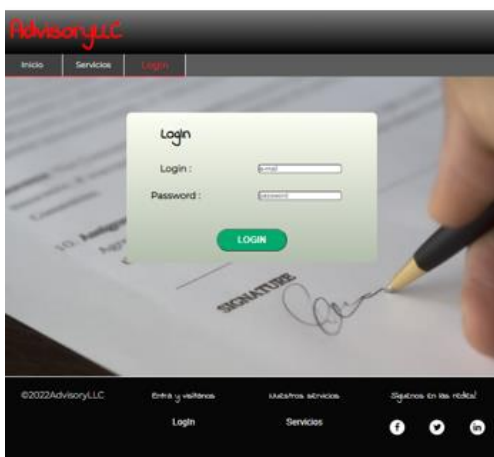 AdvisoryLLC
Inicio Servicios Login
Login
Login :
e-mail
Password :
password
LOGIN
SIGNATURE
©2022AdvisoryLLC
Entra y visitanos
Nuestros servicios
Siguenos en las redes!
Login
Servicios